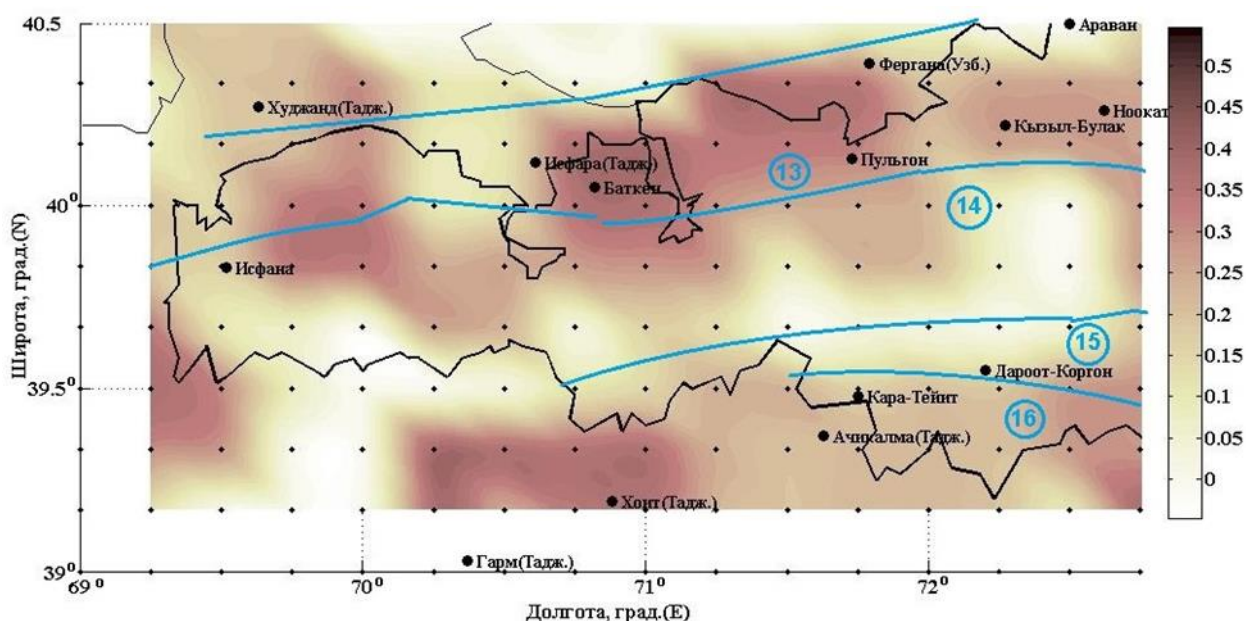 40.5
Араван
0.5
Фергана(Узб.)
0.45
Худжанд(Тадж.)
Ноокат
Кызыл-Булак
0.4
Исфара(Тадж.)
13
Пультон
0.35
Баткен
40°
14
0.3
Широта, град.(N)
Исфана
0.25
0.2
15
0.15
Дароот-Коргон
39.5°
Кара-Тейит
0.1
16
Ачикалма(Тадж.)
0.05
0
Хоит(Тадж.)
Гарм(Тадж.)
39°
69° 70° 71° 72°
Долгота, град.(E)